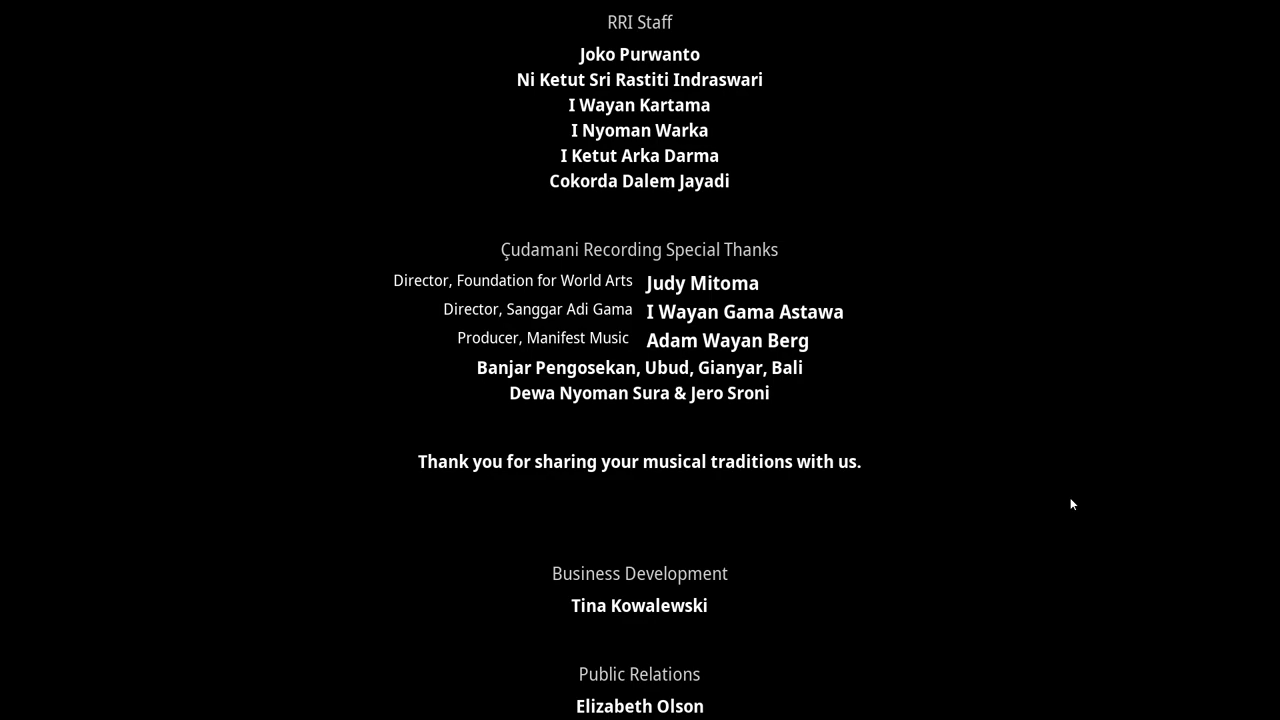 RRI Staff
Joko Purwanto
Ni Ketut Sri Rastiti Indraswari
I Wayan Kartama
I Nyoman Warka
I Ketut Arka Darma
Cokorda Dalem Jayadi
Çudamani Recording Special Thanks
Director, Foundation for World Arts Judy Mitoma
Director, Sanggar Adi Gama I Wayan Gama Astawa
Producer, Manifest Music Adam Wayan Berg
Banjar Pengosekan, Ubud, Gianyar, Bali
Dewa Nyoman Sura & Jero Sroni
Thank you for sharing your musical traditions with us.
Business Development
Tina Kowalewski
Public Relations
Elizabeth Olson